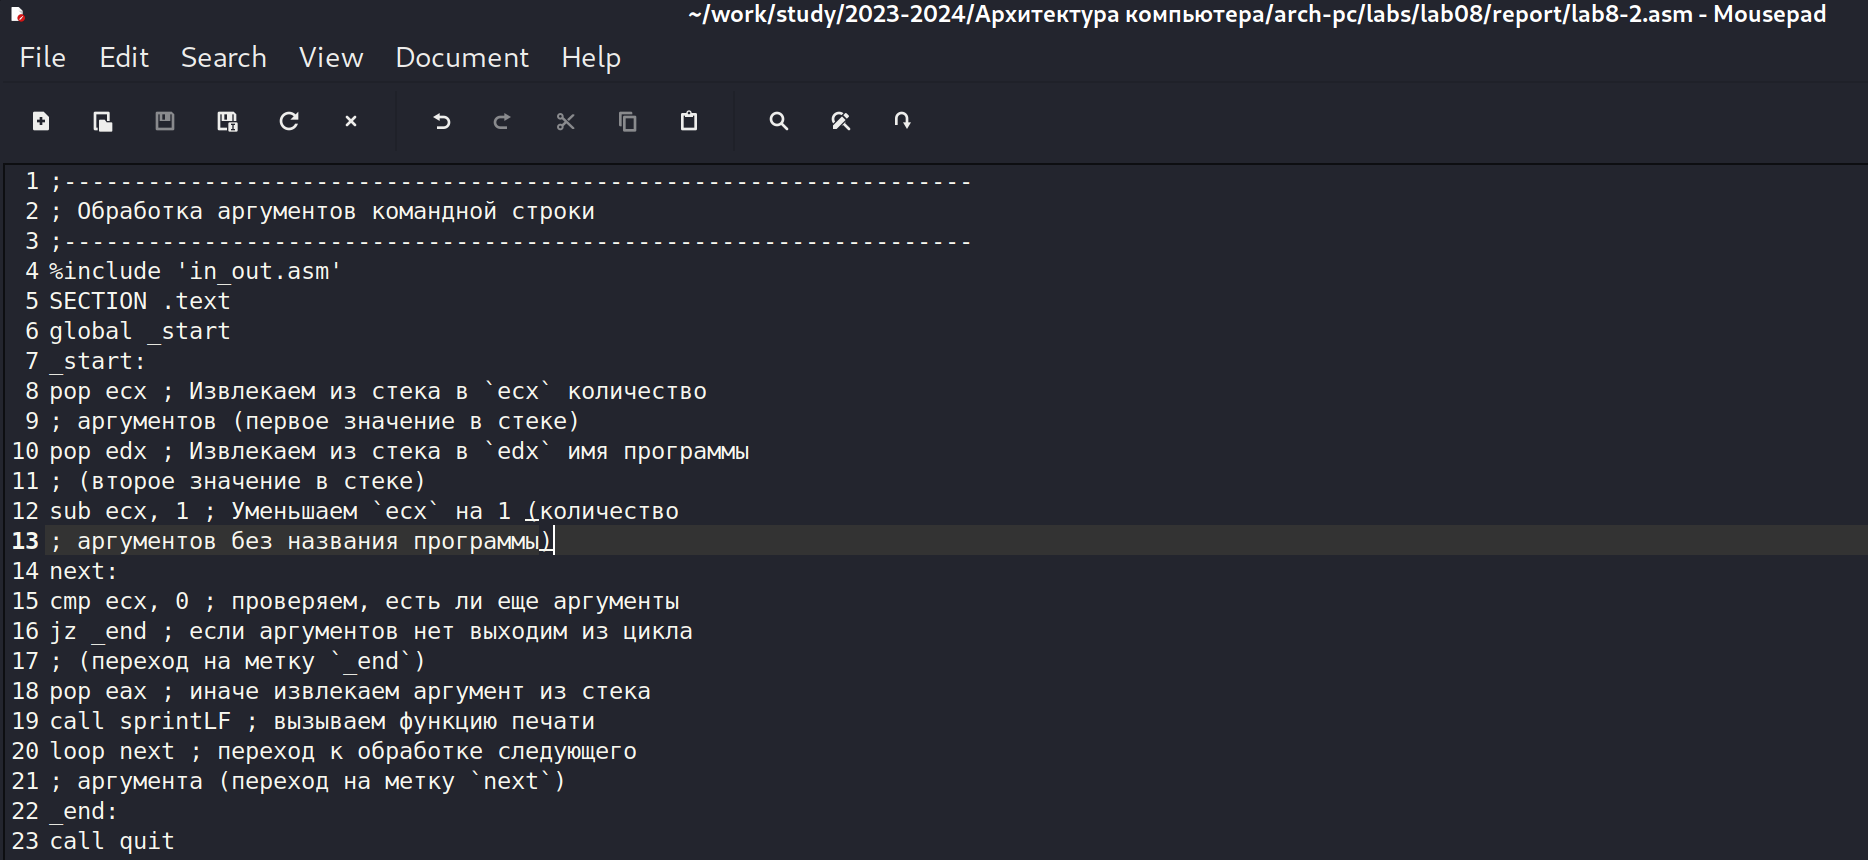 ~/work/study/2023-2024/Архитектура компьютера/arch-pc/labs/lab08/report/lab8-2.asm - Mousepad
File Edit Search View Document Help
1 ;-----------------------------------------------------------------
2 ; Обработка аргументов командной строки
3 ;-----------------------------------------------------------------
4 %include 'in_out.asm'
5 SECTION .text
6 global _start
7 _start:
8 pop ecx ; Извлекаем из стека в `ecx` количество
9 ; аргументов (первое значение в стеке)
10 pop edx ; Извлекаем из стека в `edx` имя программы
11 ; (второе значение в стеке)
12 sub ecx, 1 ; Уменьшаем `ecx` на 1 (количество
13 ; аргументов без названия программы)
14 next:
15 cmp ecx, 0 ; проверяем, есть ли еще аргументы
16 jz _end ; если аргументов нет выходим из цикла
17 ; (переход на метку `_end`)
18 pop eax ; иначе извлекаем аргумент из стека
19 call sprintLF ; вызываем функцию печати
20 loop next ; переход к обработке следующего
21 ; аргумента (переход на метку `next`)
22 _end:
23 call quit